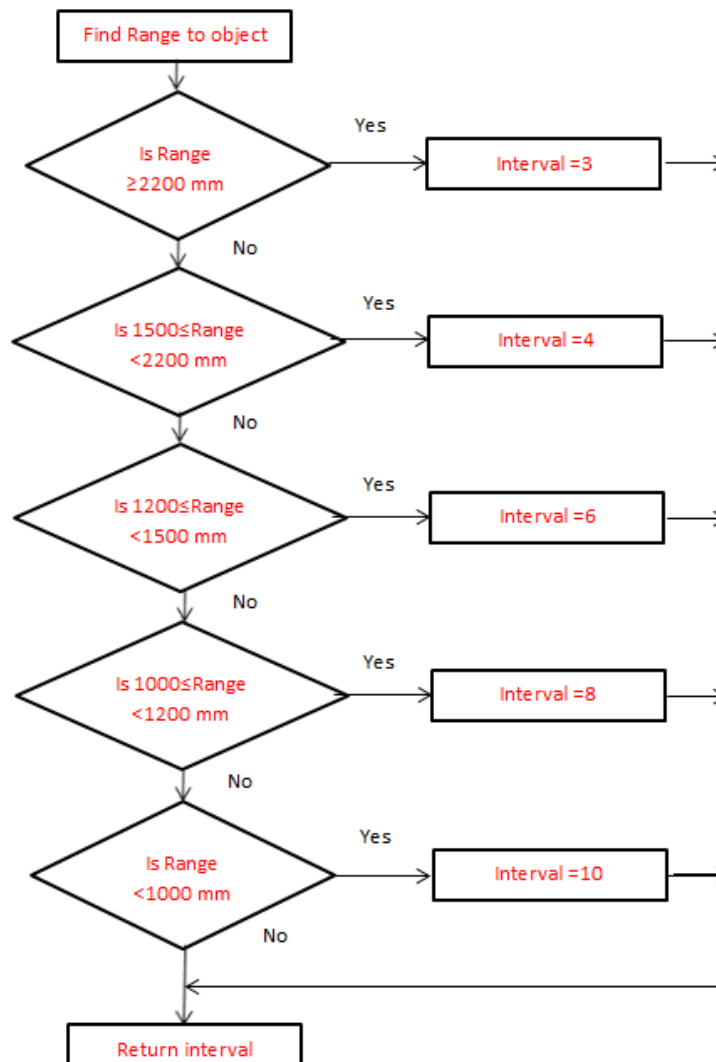 Find Range to object
Yes
Is Range
≥2200 mm
Interval =3
No
Yes
Is 1500≤Range
<2200 mm
Interval =4
No
Yes
Is 1200≤Range
<1500 mm
Interval =6
No
Yes
Is 1000≤Range
<1200 mm
Interval =8
No
Yes
Is Range
<1000 mm
Interval =10
No
Return interval